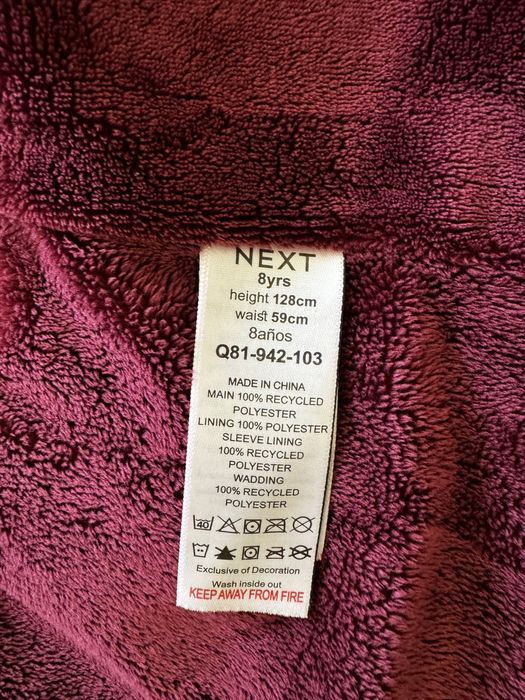 NEXT
8yrs
height 128cm
waist 59cm
8años
Q81-942-103
MADE IN CHINA
MAIN 100% RECYCLED
POLYESTER
LINING 100% POLYESTER
SLEEVE LINING
100% RECYCLED
POLYESTER
WADDING
100% RECYCLED
POLYESTER
40
Exclusive of Decoration
Wash inside out
KEEP AWAY FROM FIRE